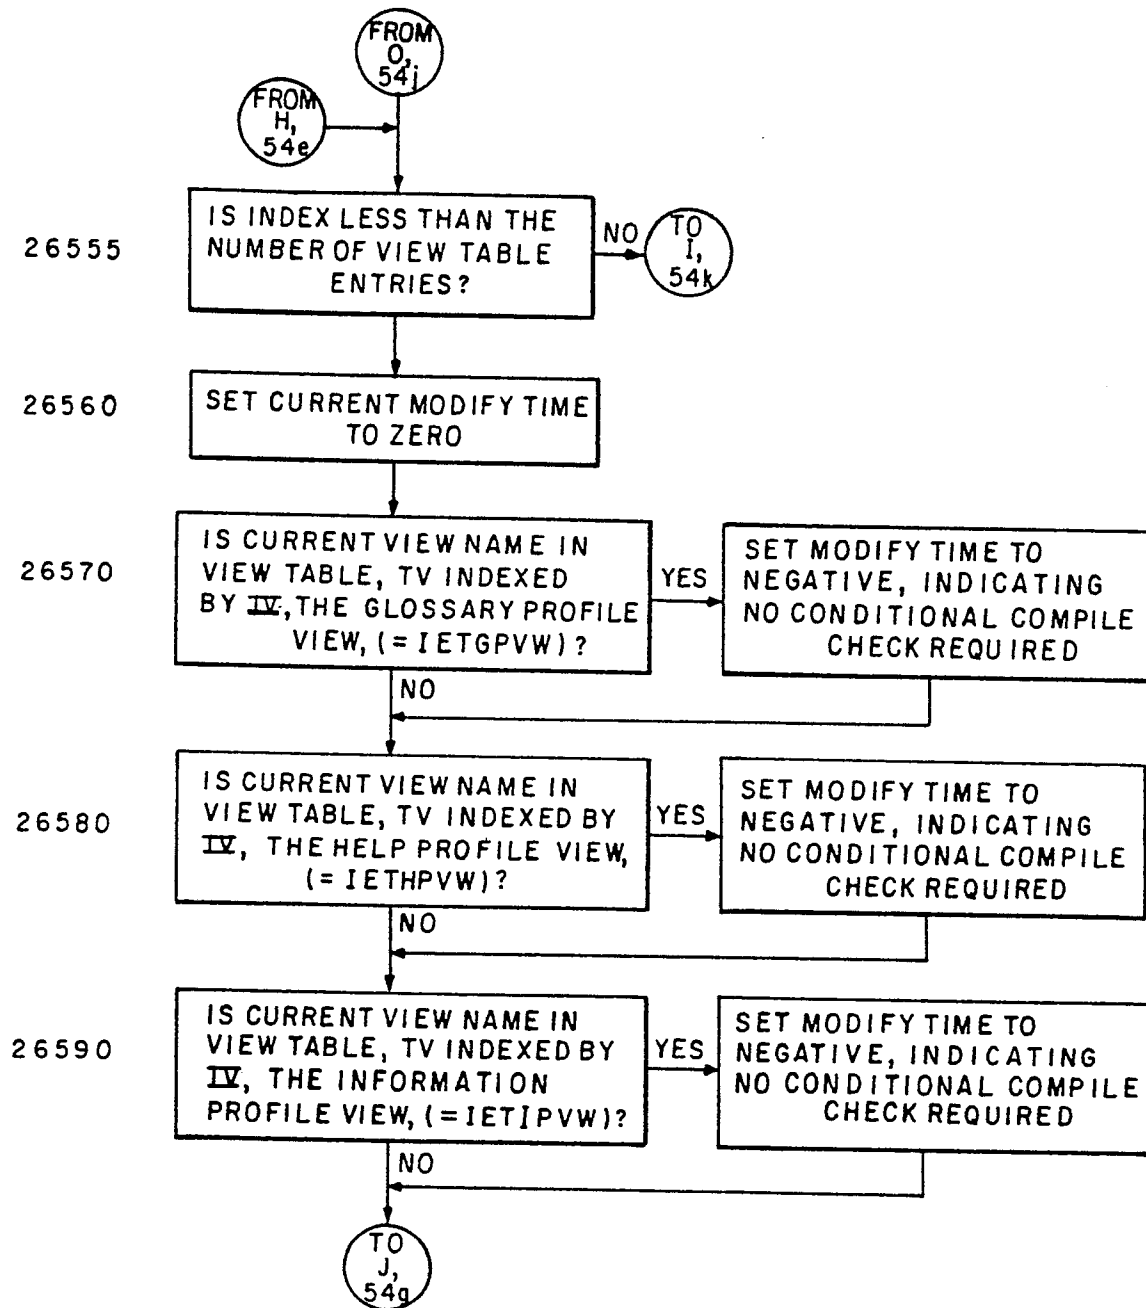 FROM
O,
54j
FROM
H,
54e
26555
IS INDEX LESS THAN THE
NUMBER OF VIEW TABLE
ENTRIES?
NO
TO
I,
54k
26560
SET CURRENT MODIFY TIME
TO ZERO
26570
IS CURRENT VIEW NAME IN
VIEW TABLE, TV INDEXED
BY IV, THE GLOSSARY PROFILE
VIEW, (= IETGPVW)?
YES
SET MODIFY TIME TO
NEGATIVE, INDICATING
NO CONDITIONAL COMPILE
CHECK REQUIRED
NO
26580
IS CURRENT VIEW NAME IN
VIEW TABLE, TV INDEXED BY
IV, THE HELP PROFILE VIEW,
(= IETHPVW)?
YES
SET MODIFY TIME TO
NEGATIVE, INDICATING
NO CONDITIONAL COMPILE
CHECK REQUIRED
NO
26590
IS CURRENT VIEW NAME IN
VIEW TABLE, TV INDEXED BY
IV, THE INFORMATION
PROFILE VIEW, (=IETIPVW)?
YES
SET MODIFY TIME TO
NEGATIVE, INDICATING
NO CONDITIONAL COMPILE
CHECK REQUIRED
NO
TO
J,
54g